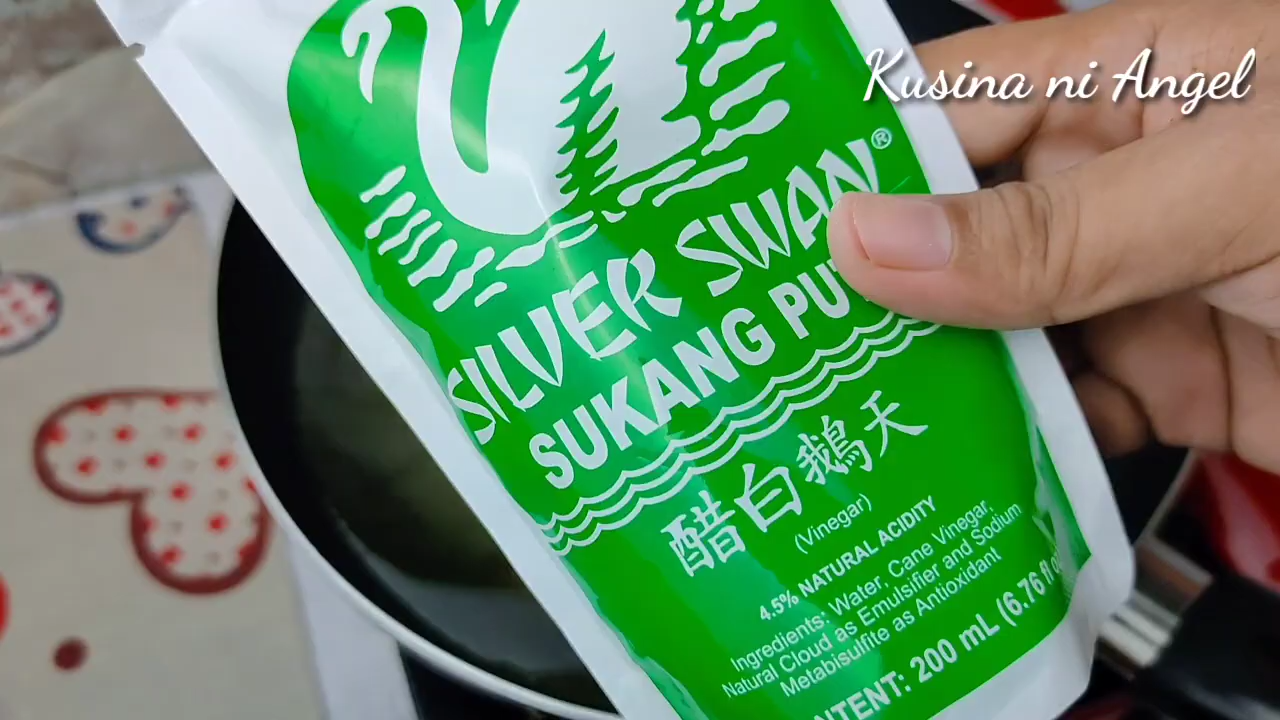 Kusina ni Angel
SILVER SWAN®
SUKANG PUT
醋白鵝天
(Vinegar)
4.5% NATURAL ACIDITY
Ingredients: Water, Cane Vinegar,
Natural Cloud as Emulsifier and Sodium
Metabisulfite as Antioxidant
NTENT: 200 mL (6.76 fl o